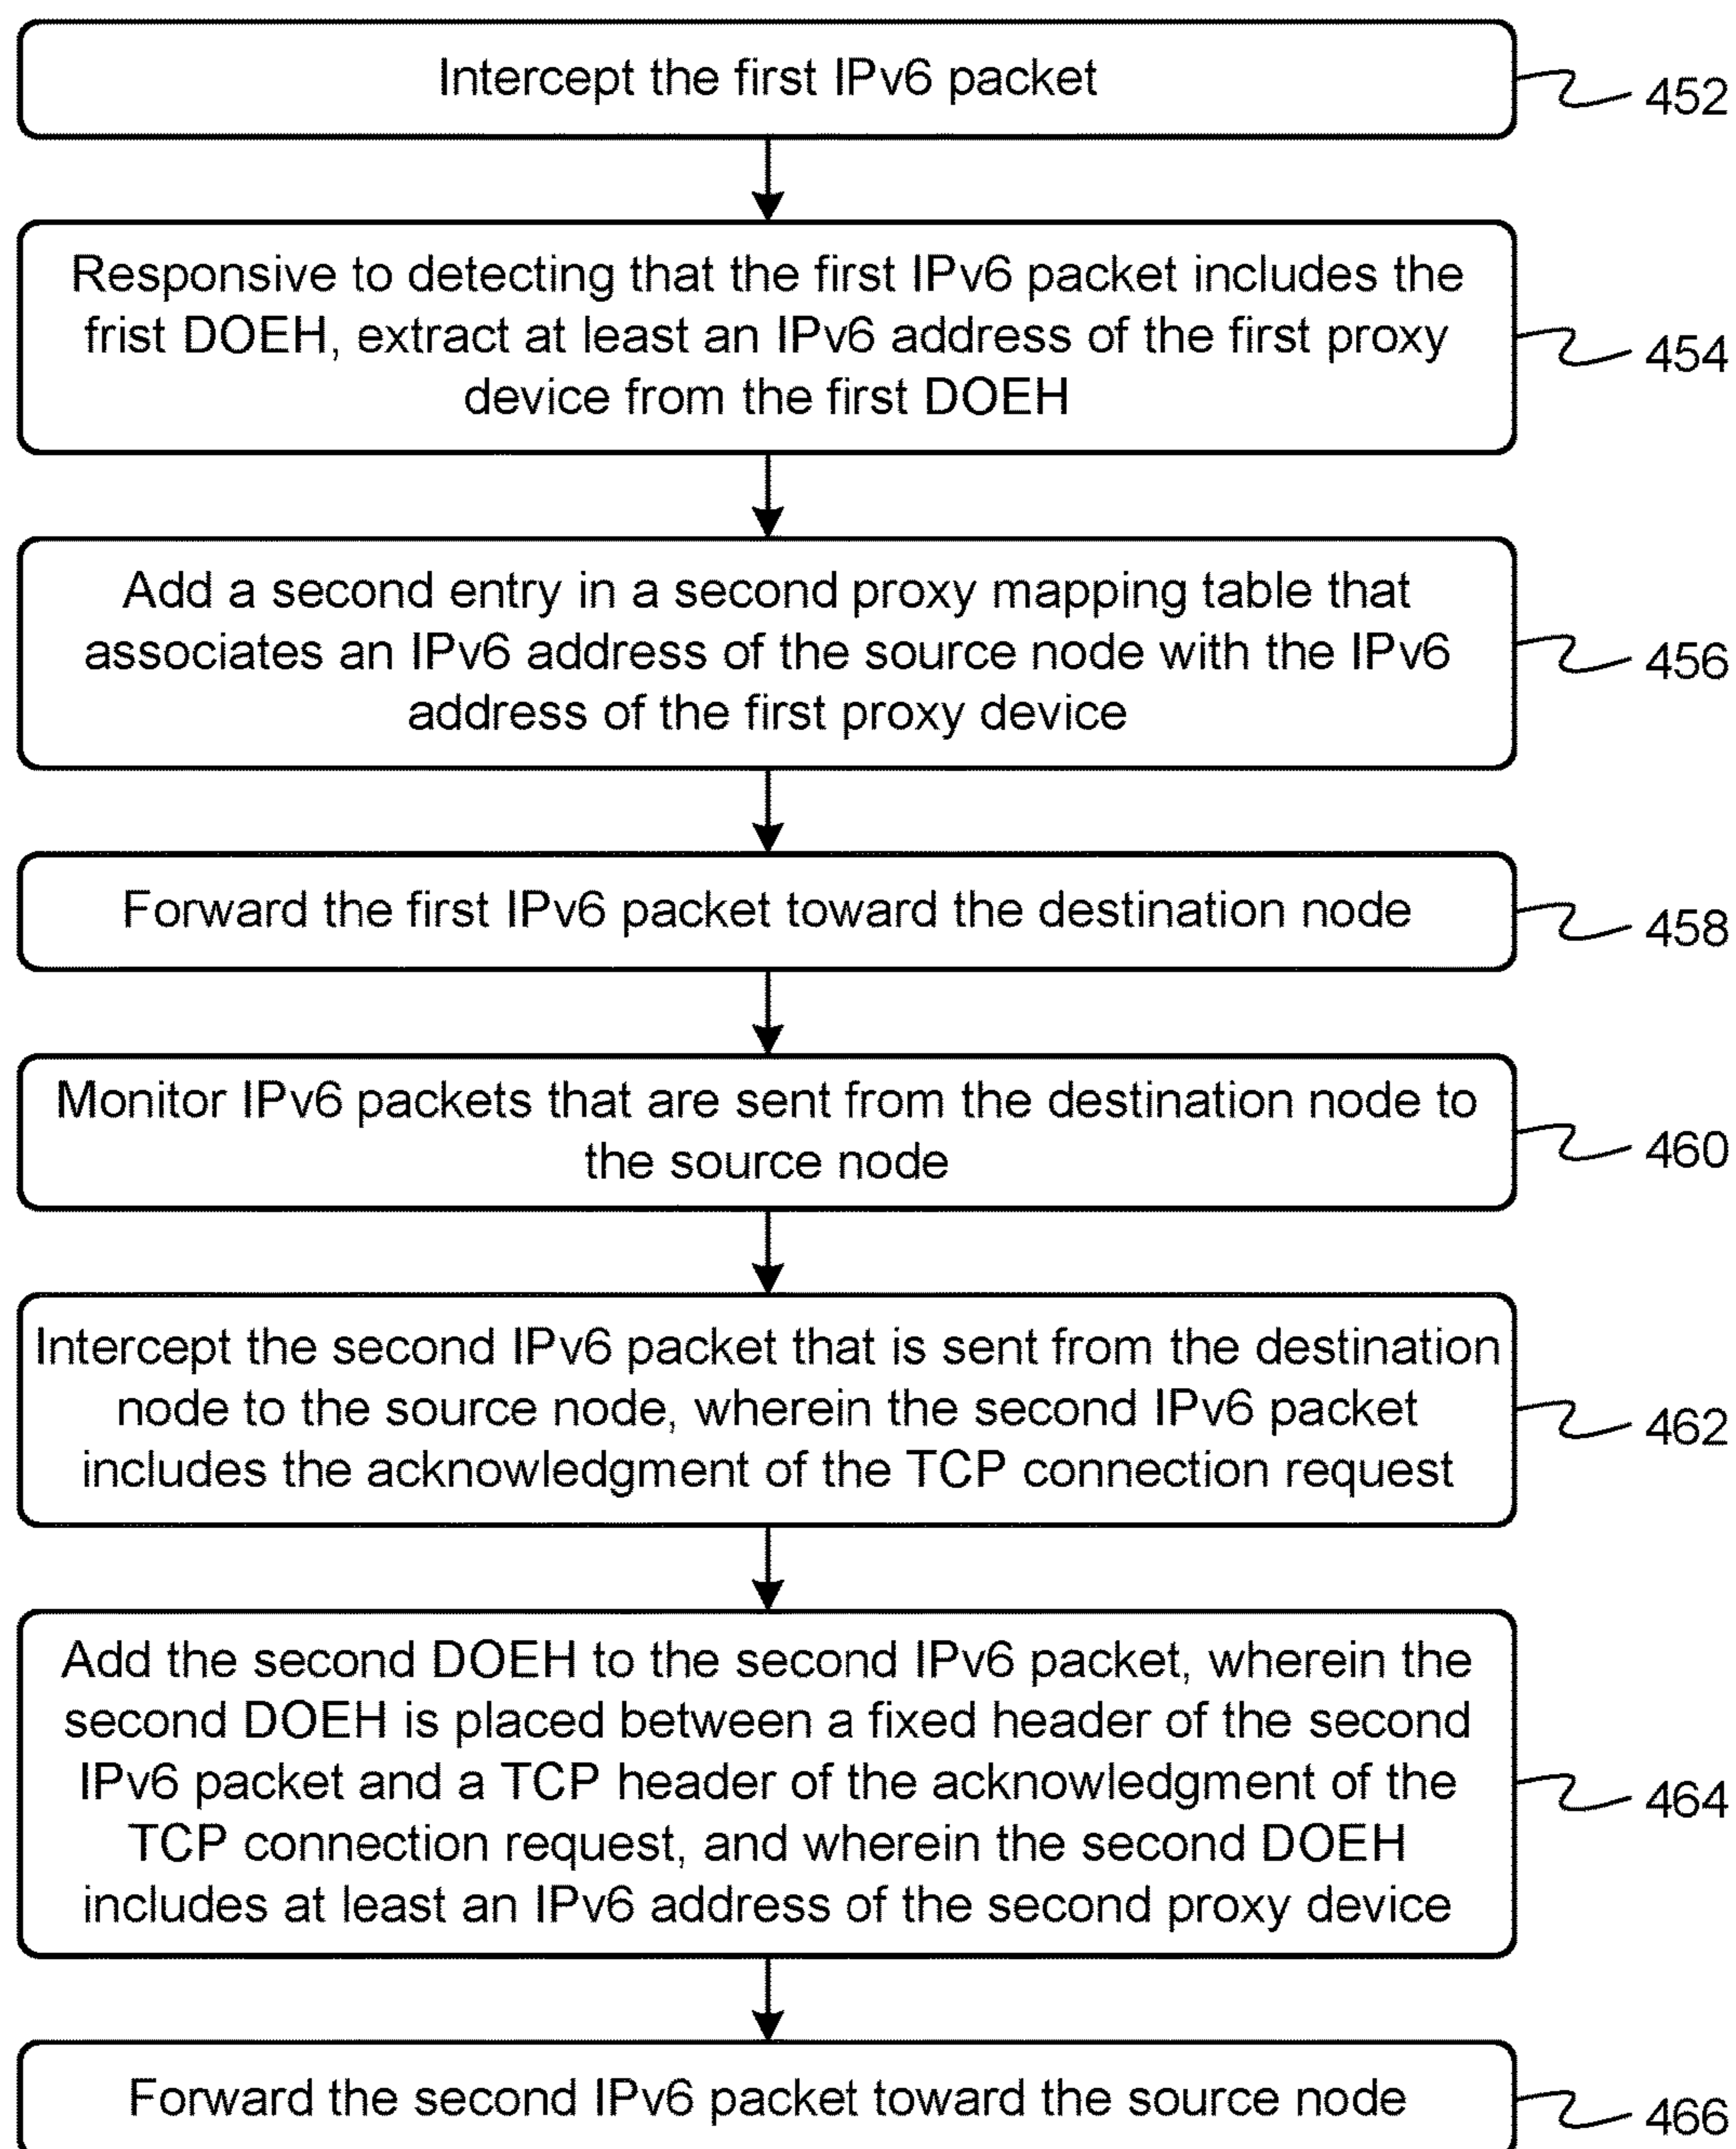 Intercept the first IPv6 packet
452
Responsive to detecting that the first IPv6 packet includes the
frist DOEH, extract at least an IPv6 address of the first proxy
device from the first DOEH
454
Add a second entry in a second proxy mapping table that
associates an IPv6 address of the source node with the IPv6
address of the first proxy device
456
Forward the first IPv6 packet toward the destination node
458
Monitor IPv6 packets that are sent from the destination node to
the source node
460
Intercept the second IPv6 packet that is sent from the destination
node to the source node, wherein the second IPv6 packet
includes the acknowledgment of the TCP connection request
462
Add the second DOEH to the second IPv6 packet, wherein the
second DOEH is placed between a fixed header of the second
IPv6 packet and a TCP header of the acknowledgment of the
TCP connection request, and wherein the second DOEH
includes at least an IPv6 address of the second proxy device
464
Forward the second IPv6 packet toward the source node
466